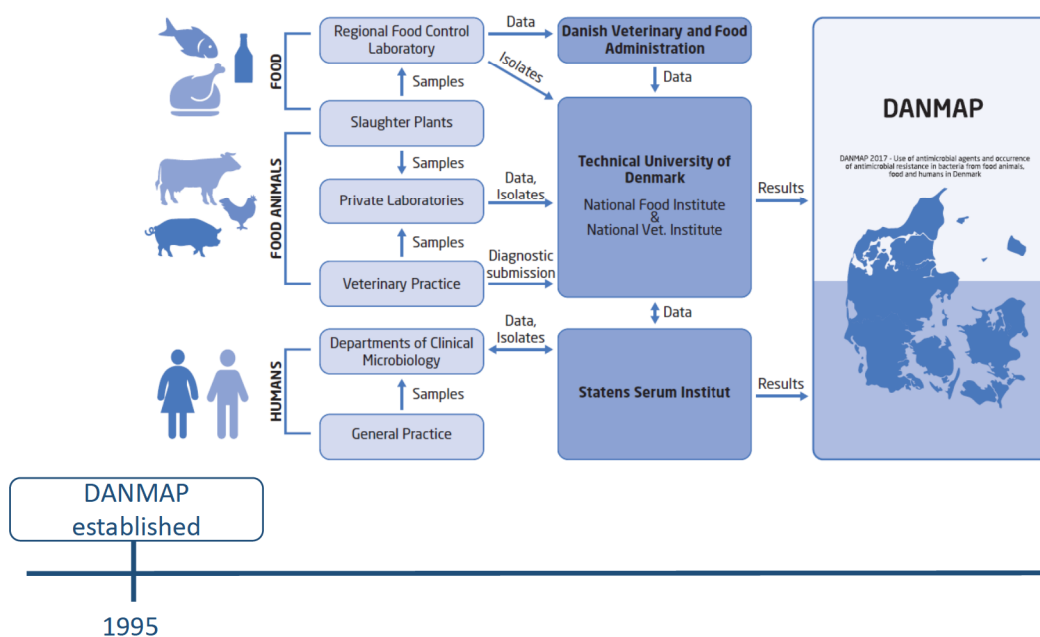 Regional Food Control
Laboratory
Data
Danish Veterinary and Food
Administration
FOOD
Samples
Isolates
Data
Slaughter Plants
Samples
FOOD ANIMALS
Private Laboratories
Data,
Isolates
Technical University of
Denmark
National Food Institute
&
National Vet. Institute
Results
Samples
Veterinary Practice
Diagnostic
submission
Data
HUMANS
Departments of Clinical
Microbiology
Data,
Isolates
Samples
General Practice
Statens Serum Institut
Results
DANMAP
DANMAP 2017 - Use of antimicrobial agents and occurrence
of antimicrobial resistance in bacteria from food animals,
food and humans in Denmark
DANMAP
established
1995